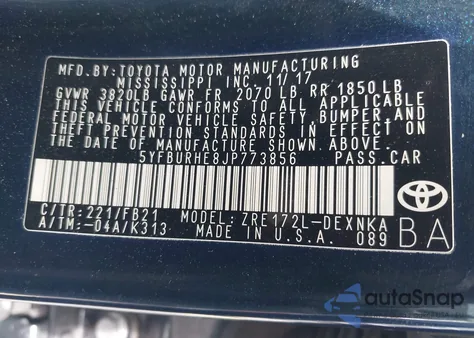 MFD.BY:TOYOTA MOTOR MANUFACTURING
MISSISSIPPI INC. 11/17
GVWR 3820LB GAWR FR 2070 LB RR 1850LB
THIS VEHICLE CONFORMS TO ALL APPLICABLE
FEDERAL MOTOR VEHICLE SAFETY, BUMPER,AND
THEFT PREVENTION STANDARDS IN EFFECT ON
THE DATE OF MANUFACTURE SHOWN ABOVE.
5YFBURHE8JP773856 PASS.CAR
C/TR:221/FB21 MODEL:ZRE172L-DEXNKA
A/TM:-04A/K313 MADE IN U.S.A. 089
BA
autoSnap